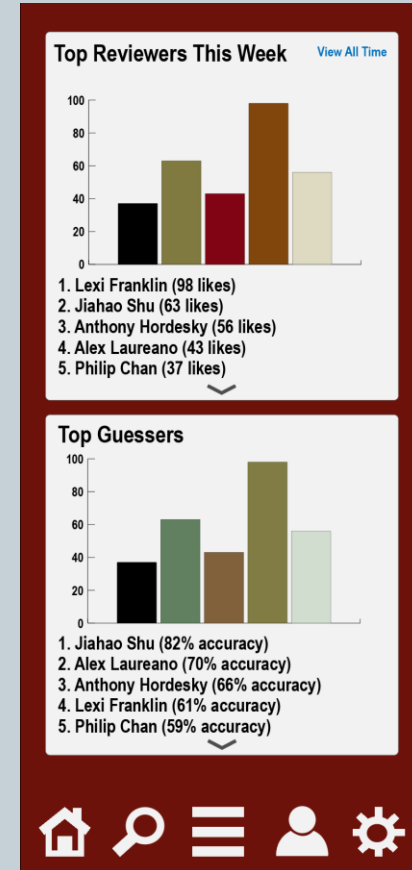 Top Reviewers This Week
View All Time
100
80
60
40
20
0
1. Lexi Franklin (98 likes)
2. Jiahao Shu (63 likes)
3. Anthony Hordesky (56 likes)
4. Alex Laureano (43 likes)
5. Philip Chan (37 likes)
Top Guessers
100
80
60
40
20
0
1. Jiahao Shu (82% accuracy)
2. Alex Laureano (70% accuracy)
3. Anthony Hordesky (66% accuracy)
4. Lexi Franklin (61% accuracy)
5. Philip Chan (59% accuracy)